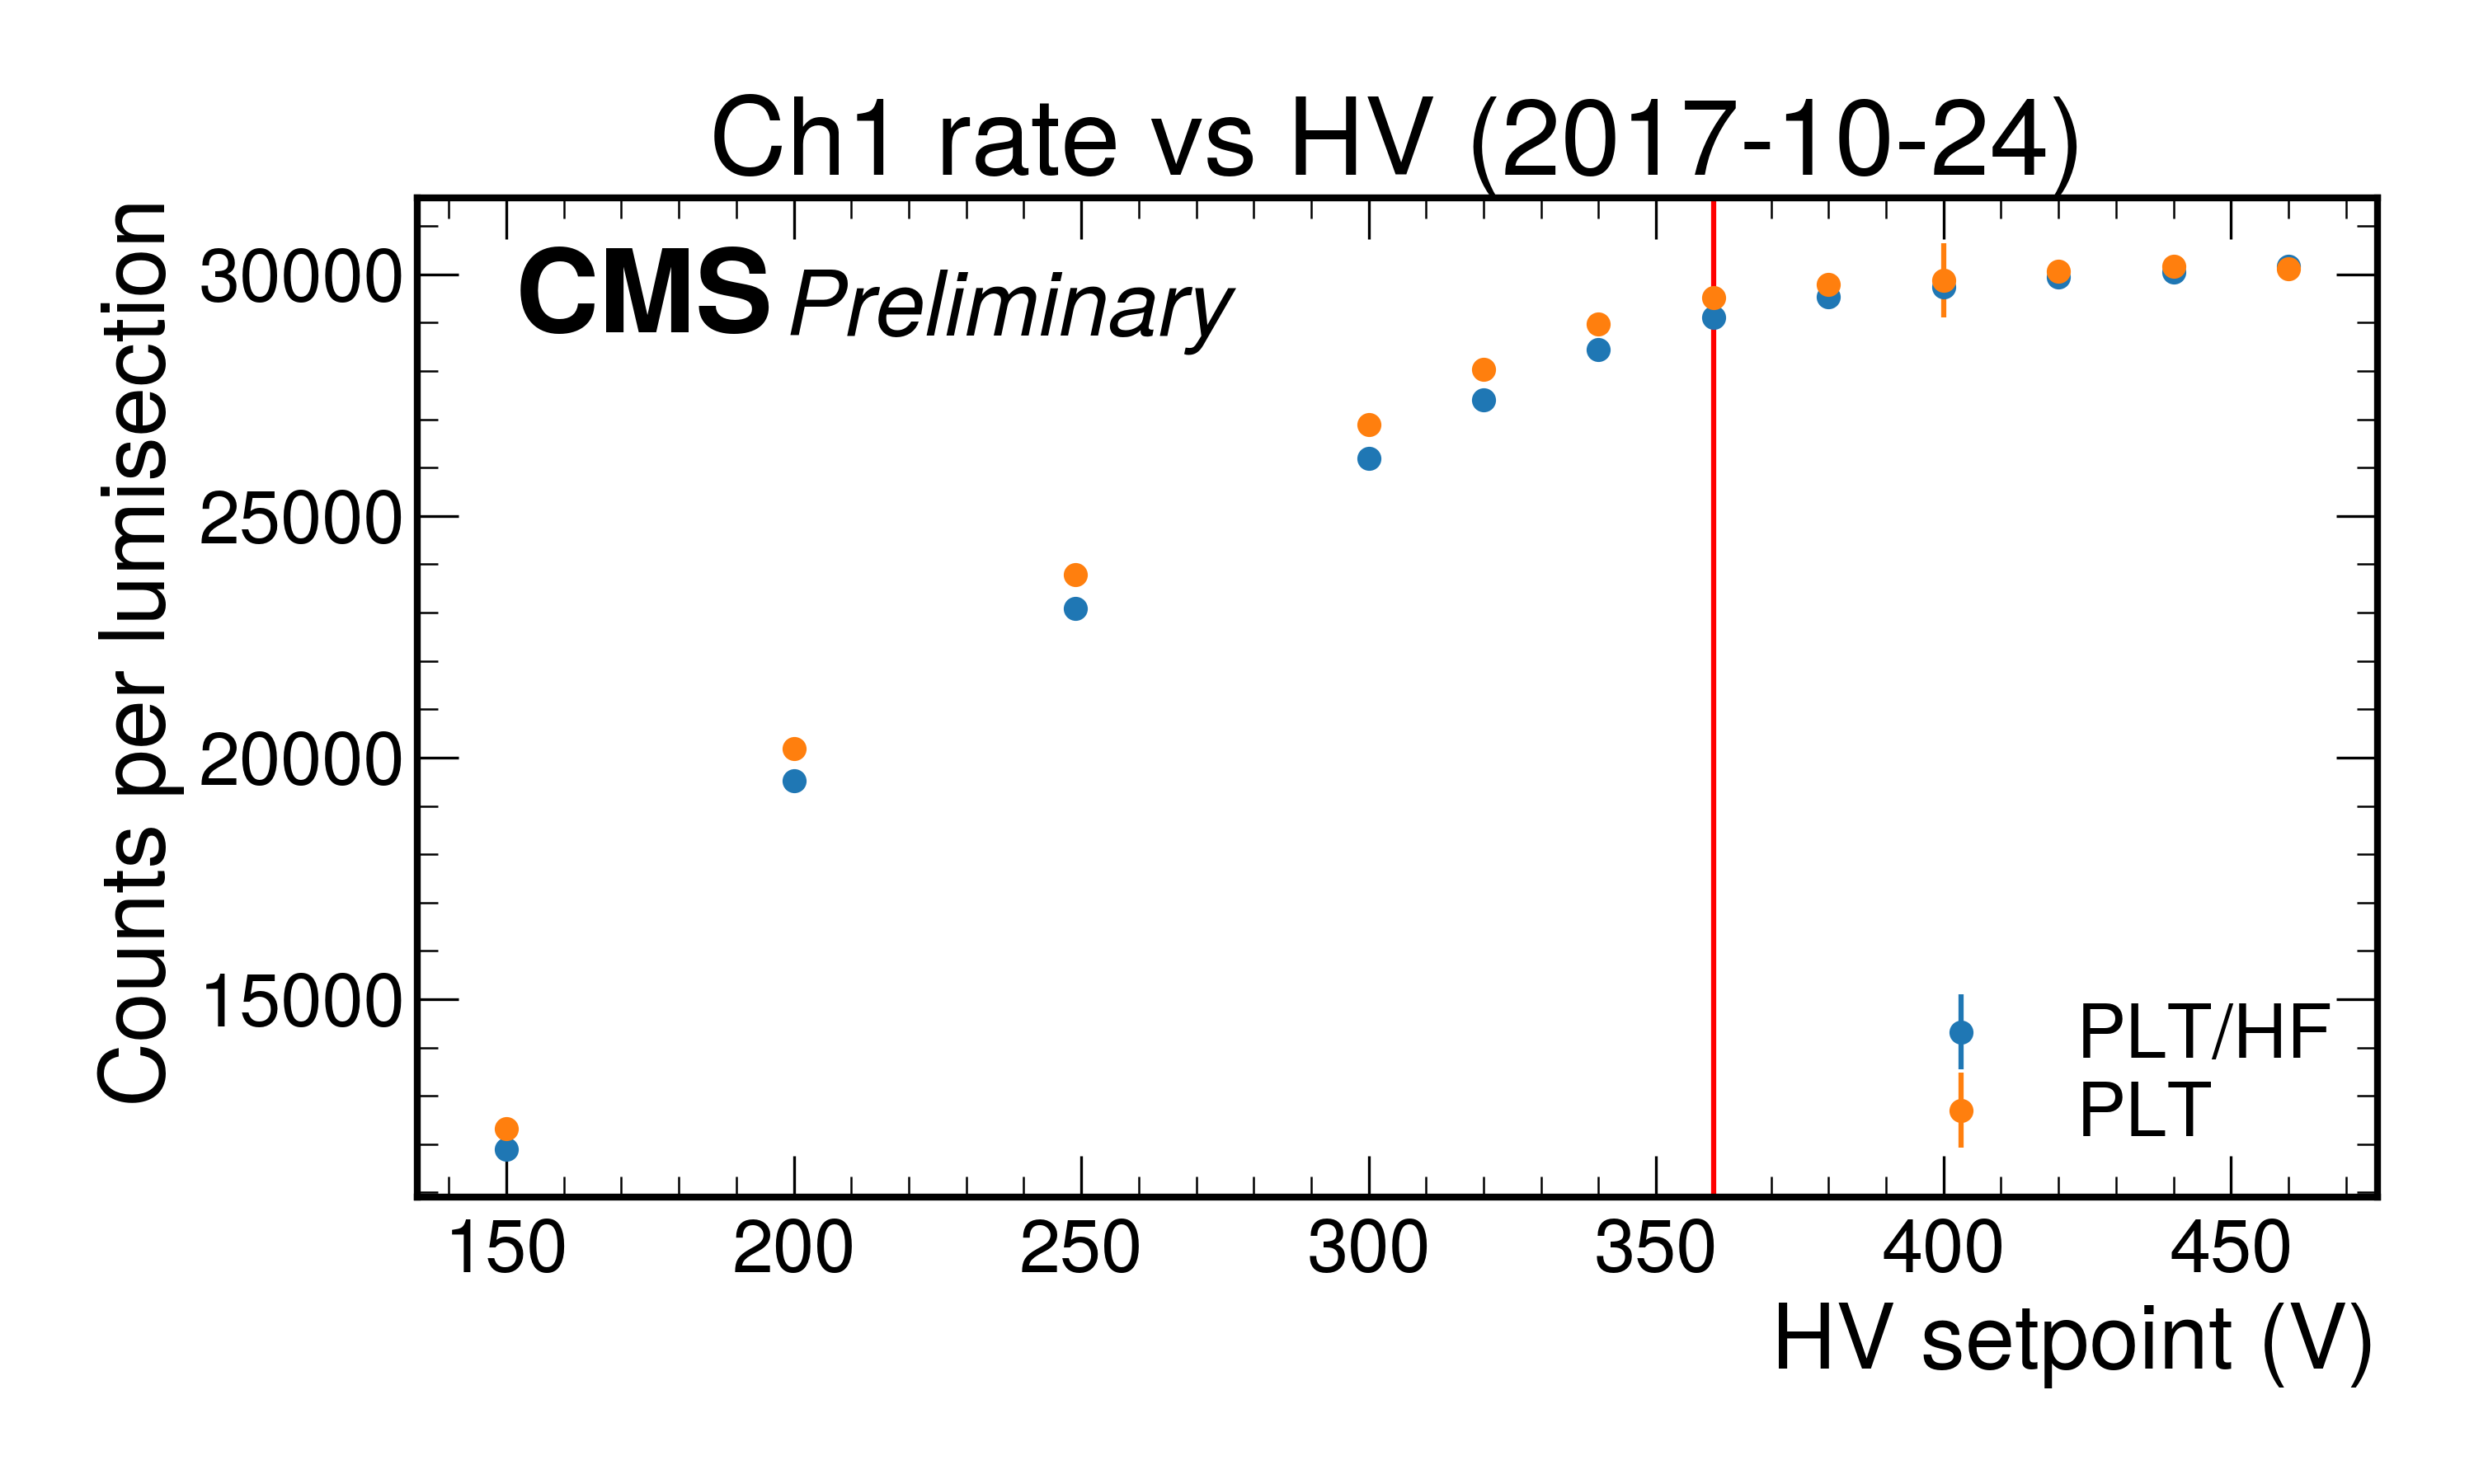 Ch1 rate vs HV (2017-10-24)
CMS Preliminary
Counts per lumisection
30000
25000
20000
15000
PLT/HF
PLT
150 200 250 300 350 400 450
HV setpoint (V)